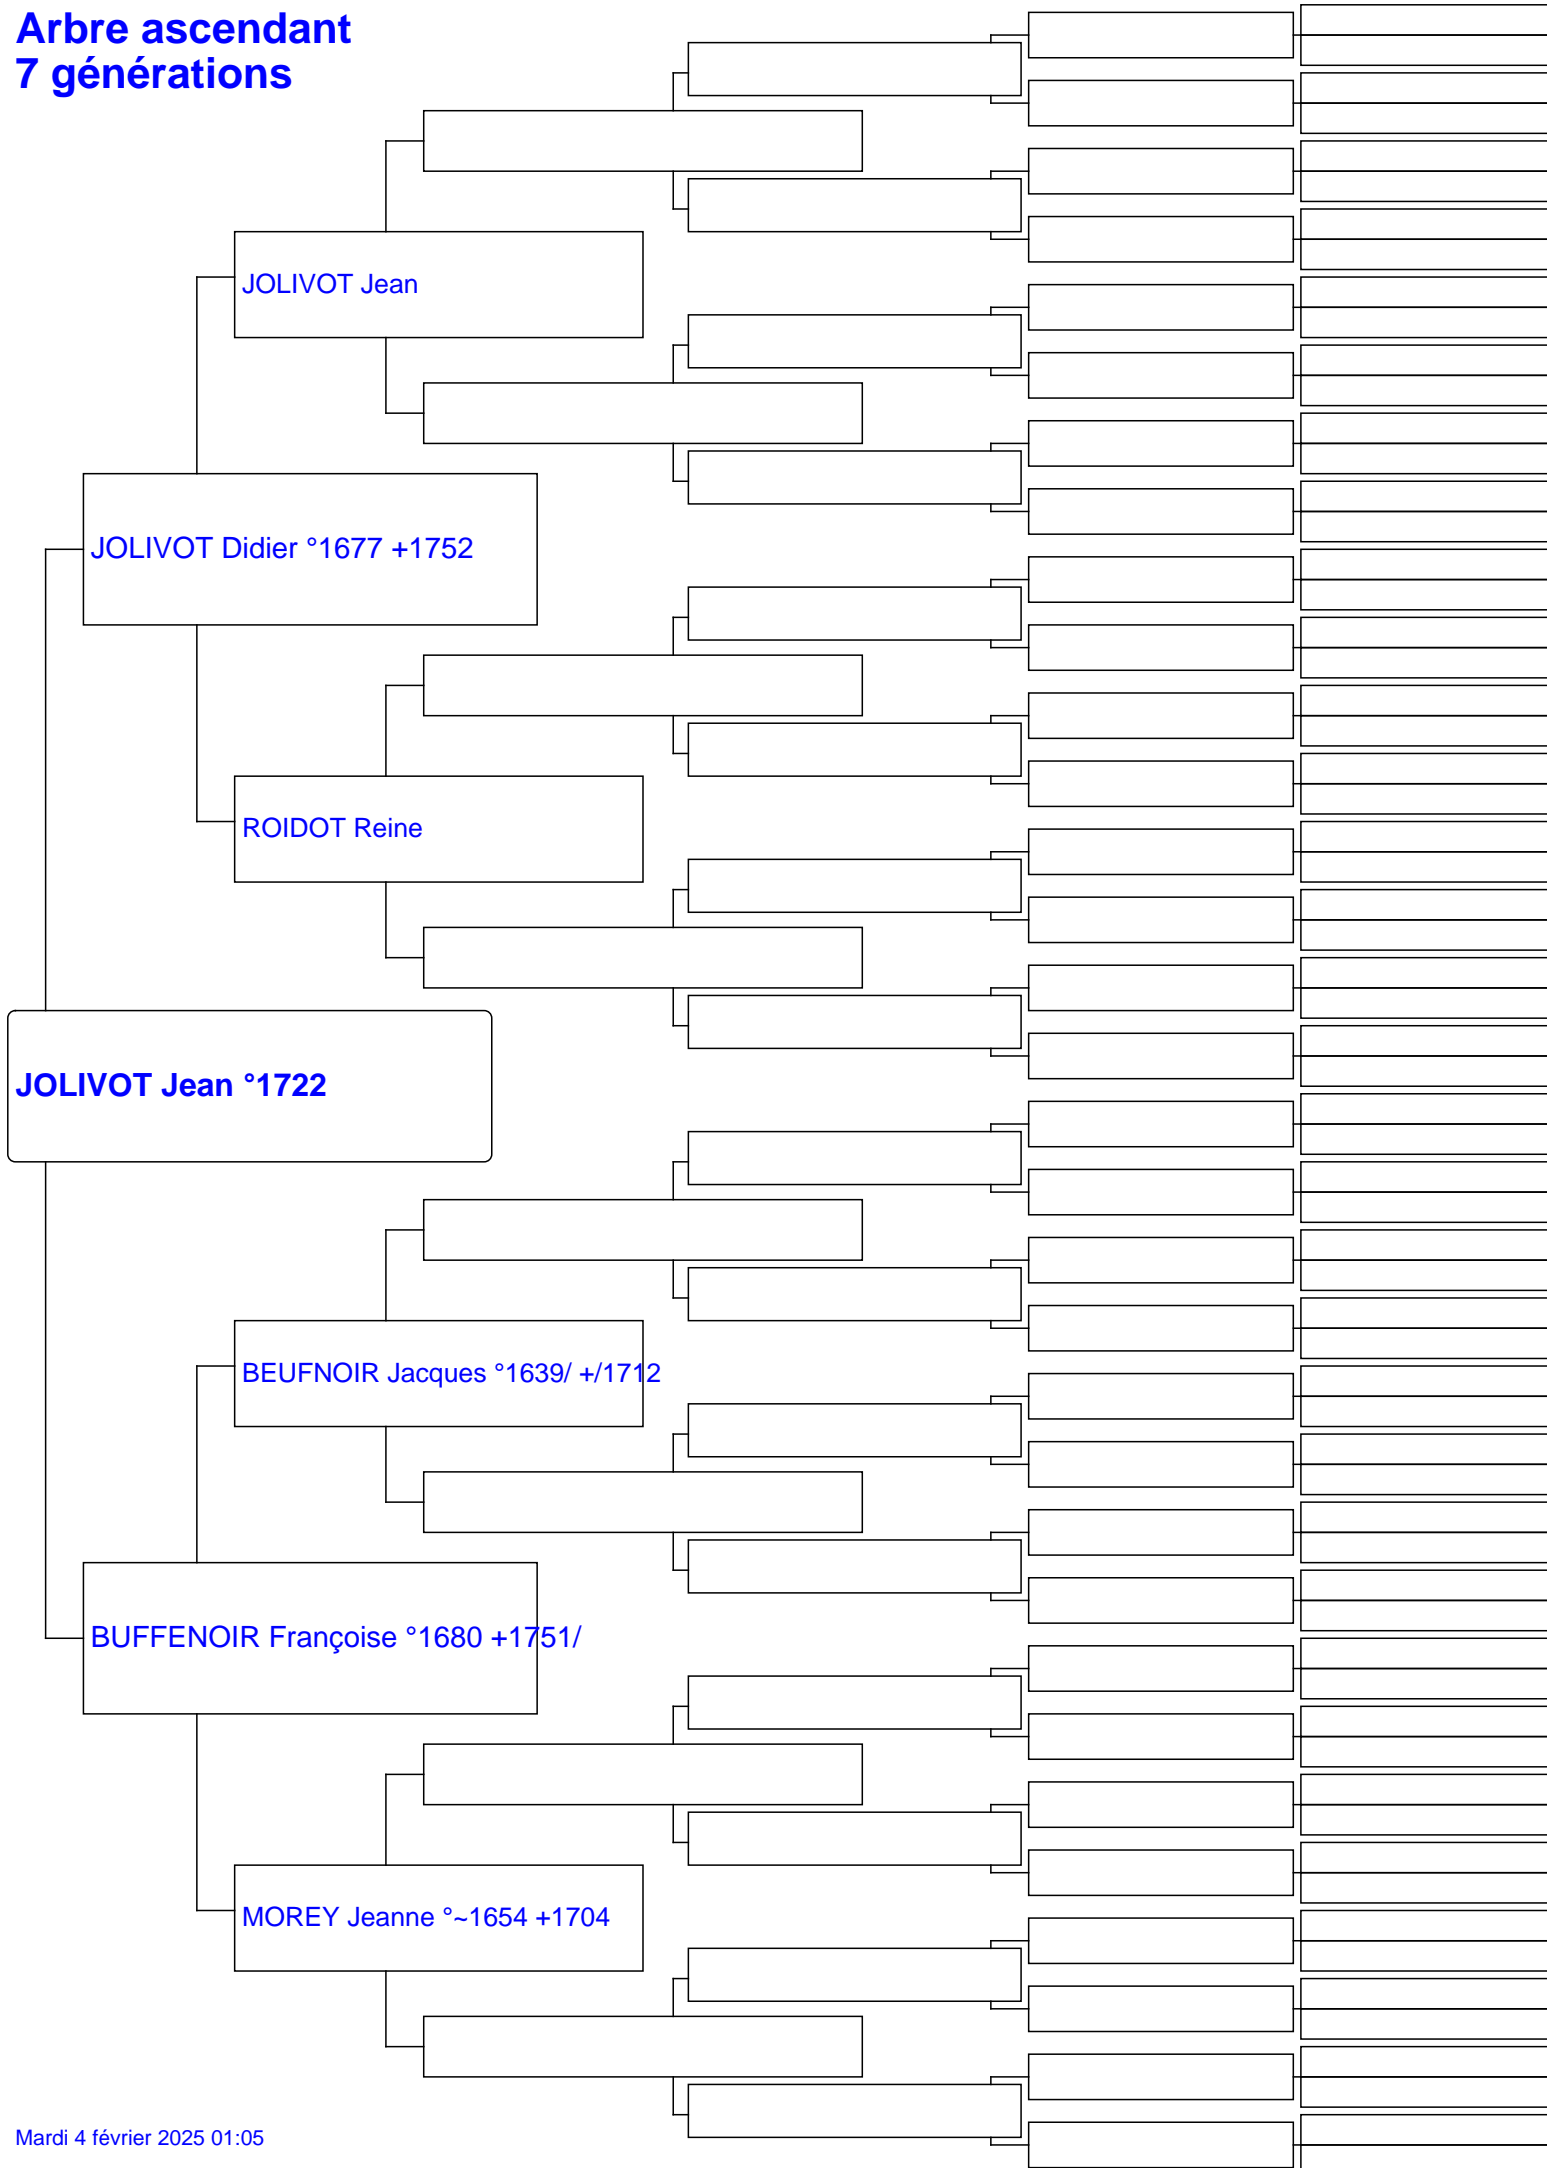 Arbre ascendant
7 générations
JOLIVOT Jean
JOLIVOT Didier °1677 +1752
ROIDOT Reine
JOLIVOT Jean °1722
BEUFNOIR Jacques °1639/ +/1712
BUFFENOIR Françoise °1680 +1751/
MOREY Jeanne °~1654 +1704
Mardi 4 février 2025 01:05